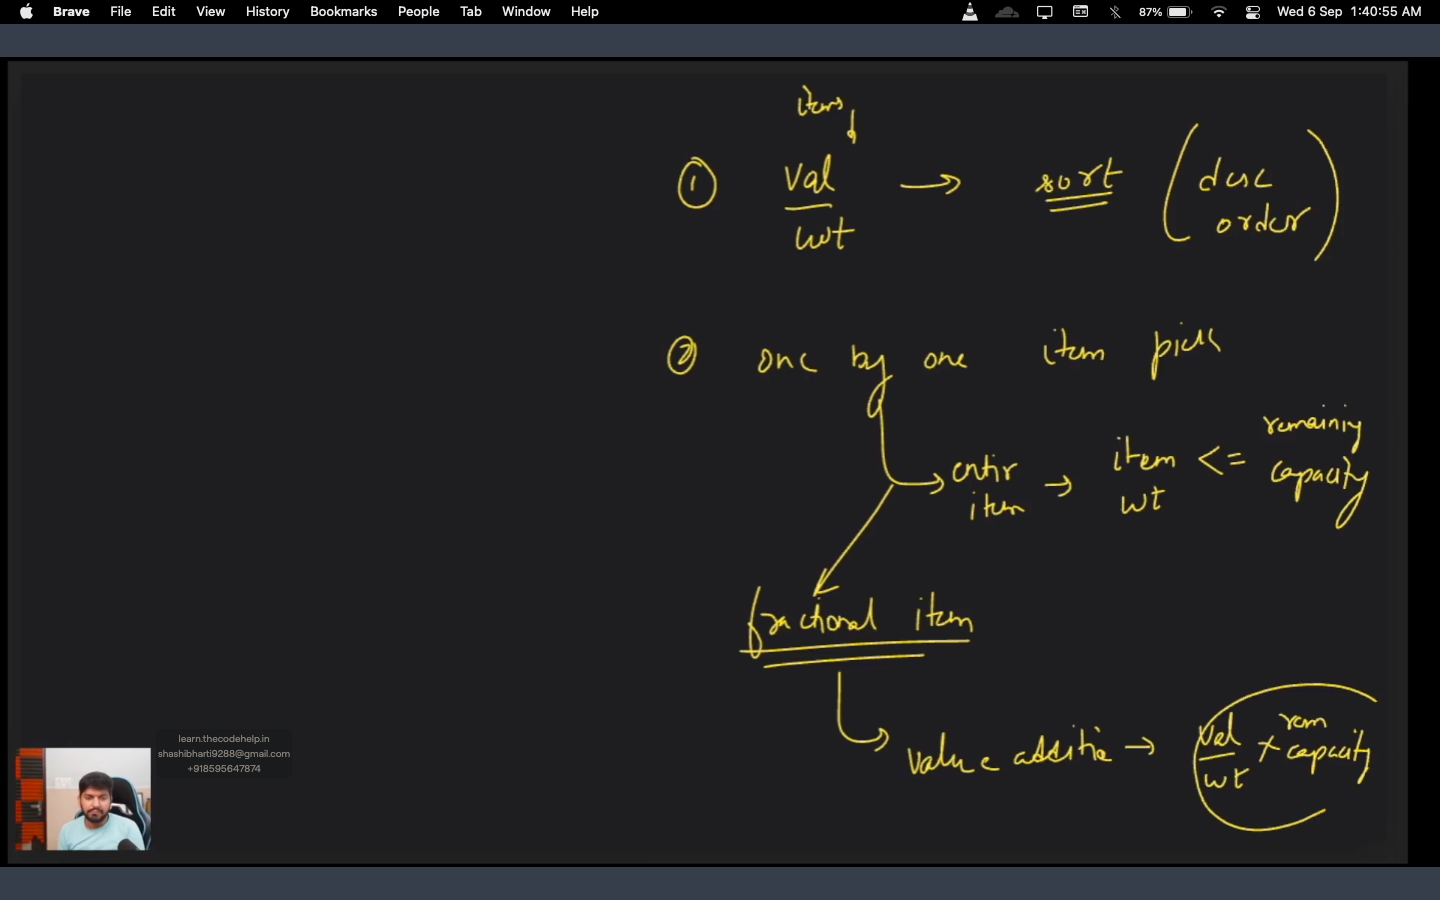 Brave File Edit View History Bookmarks People Tab Window Help 87% Wed 6 Sep 1:40:55 AM
items
① val/wt → sort (desc order)
② one by one item pick
entir item → item wt <= remaining capacity
fractional item
value additio → val/wt × rem capacity
learn.thecodehelp.in
shashibharti9288@gmail.com
+918595647874